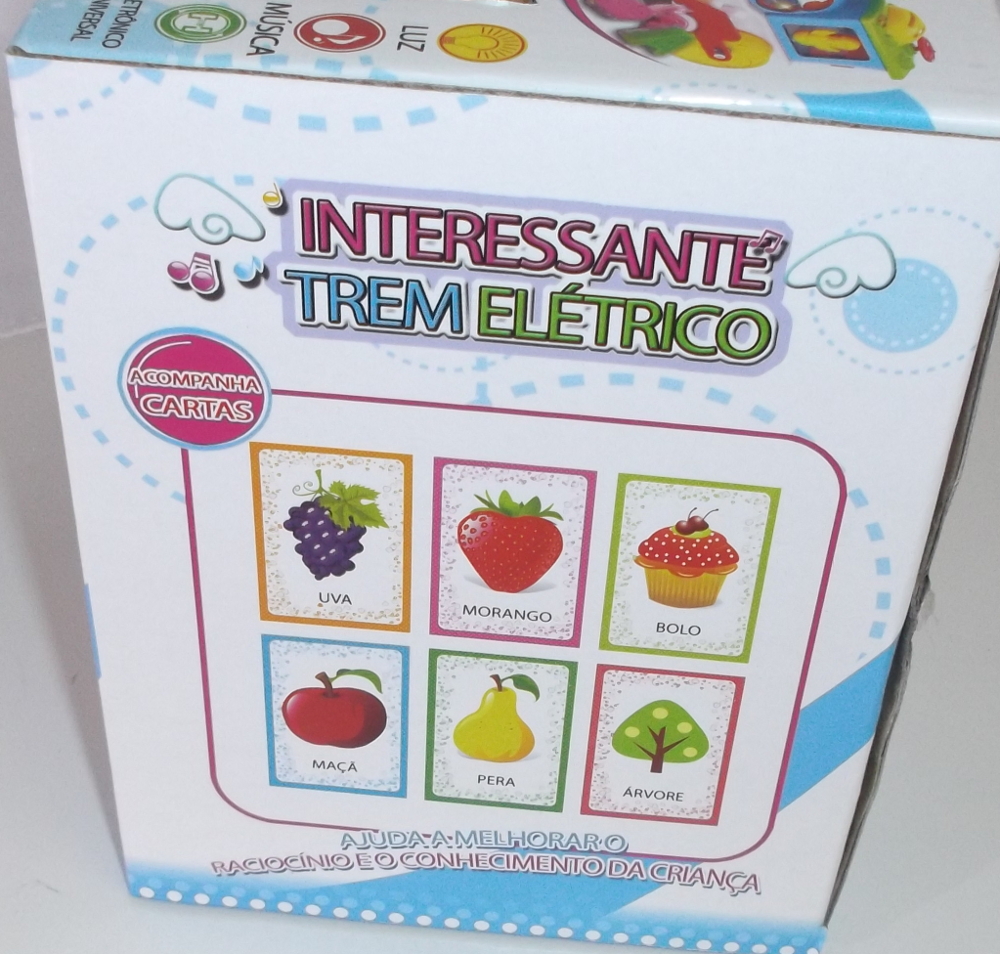 LUZ
MÚSICA
INTERESSANTE
TREM ELÉTRICO
ACOMPANHA
CARTAS
UVA
MORANGO
BOLO
MAÇÃ
PERA
ÁRVORE
AJUDA A MELHORAR O
RACIOCÍNIO E O CONHECIMENTO DA CRIANÇA